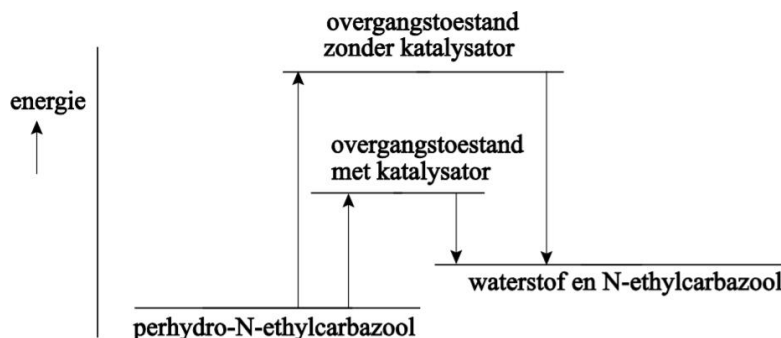 overgangstoestand
zonder katalysator
energie
overgangstoestand
met katalysator
waterstof en N-ethylcarbazool
perhydro-N-ethylcarbazool